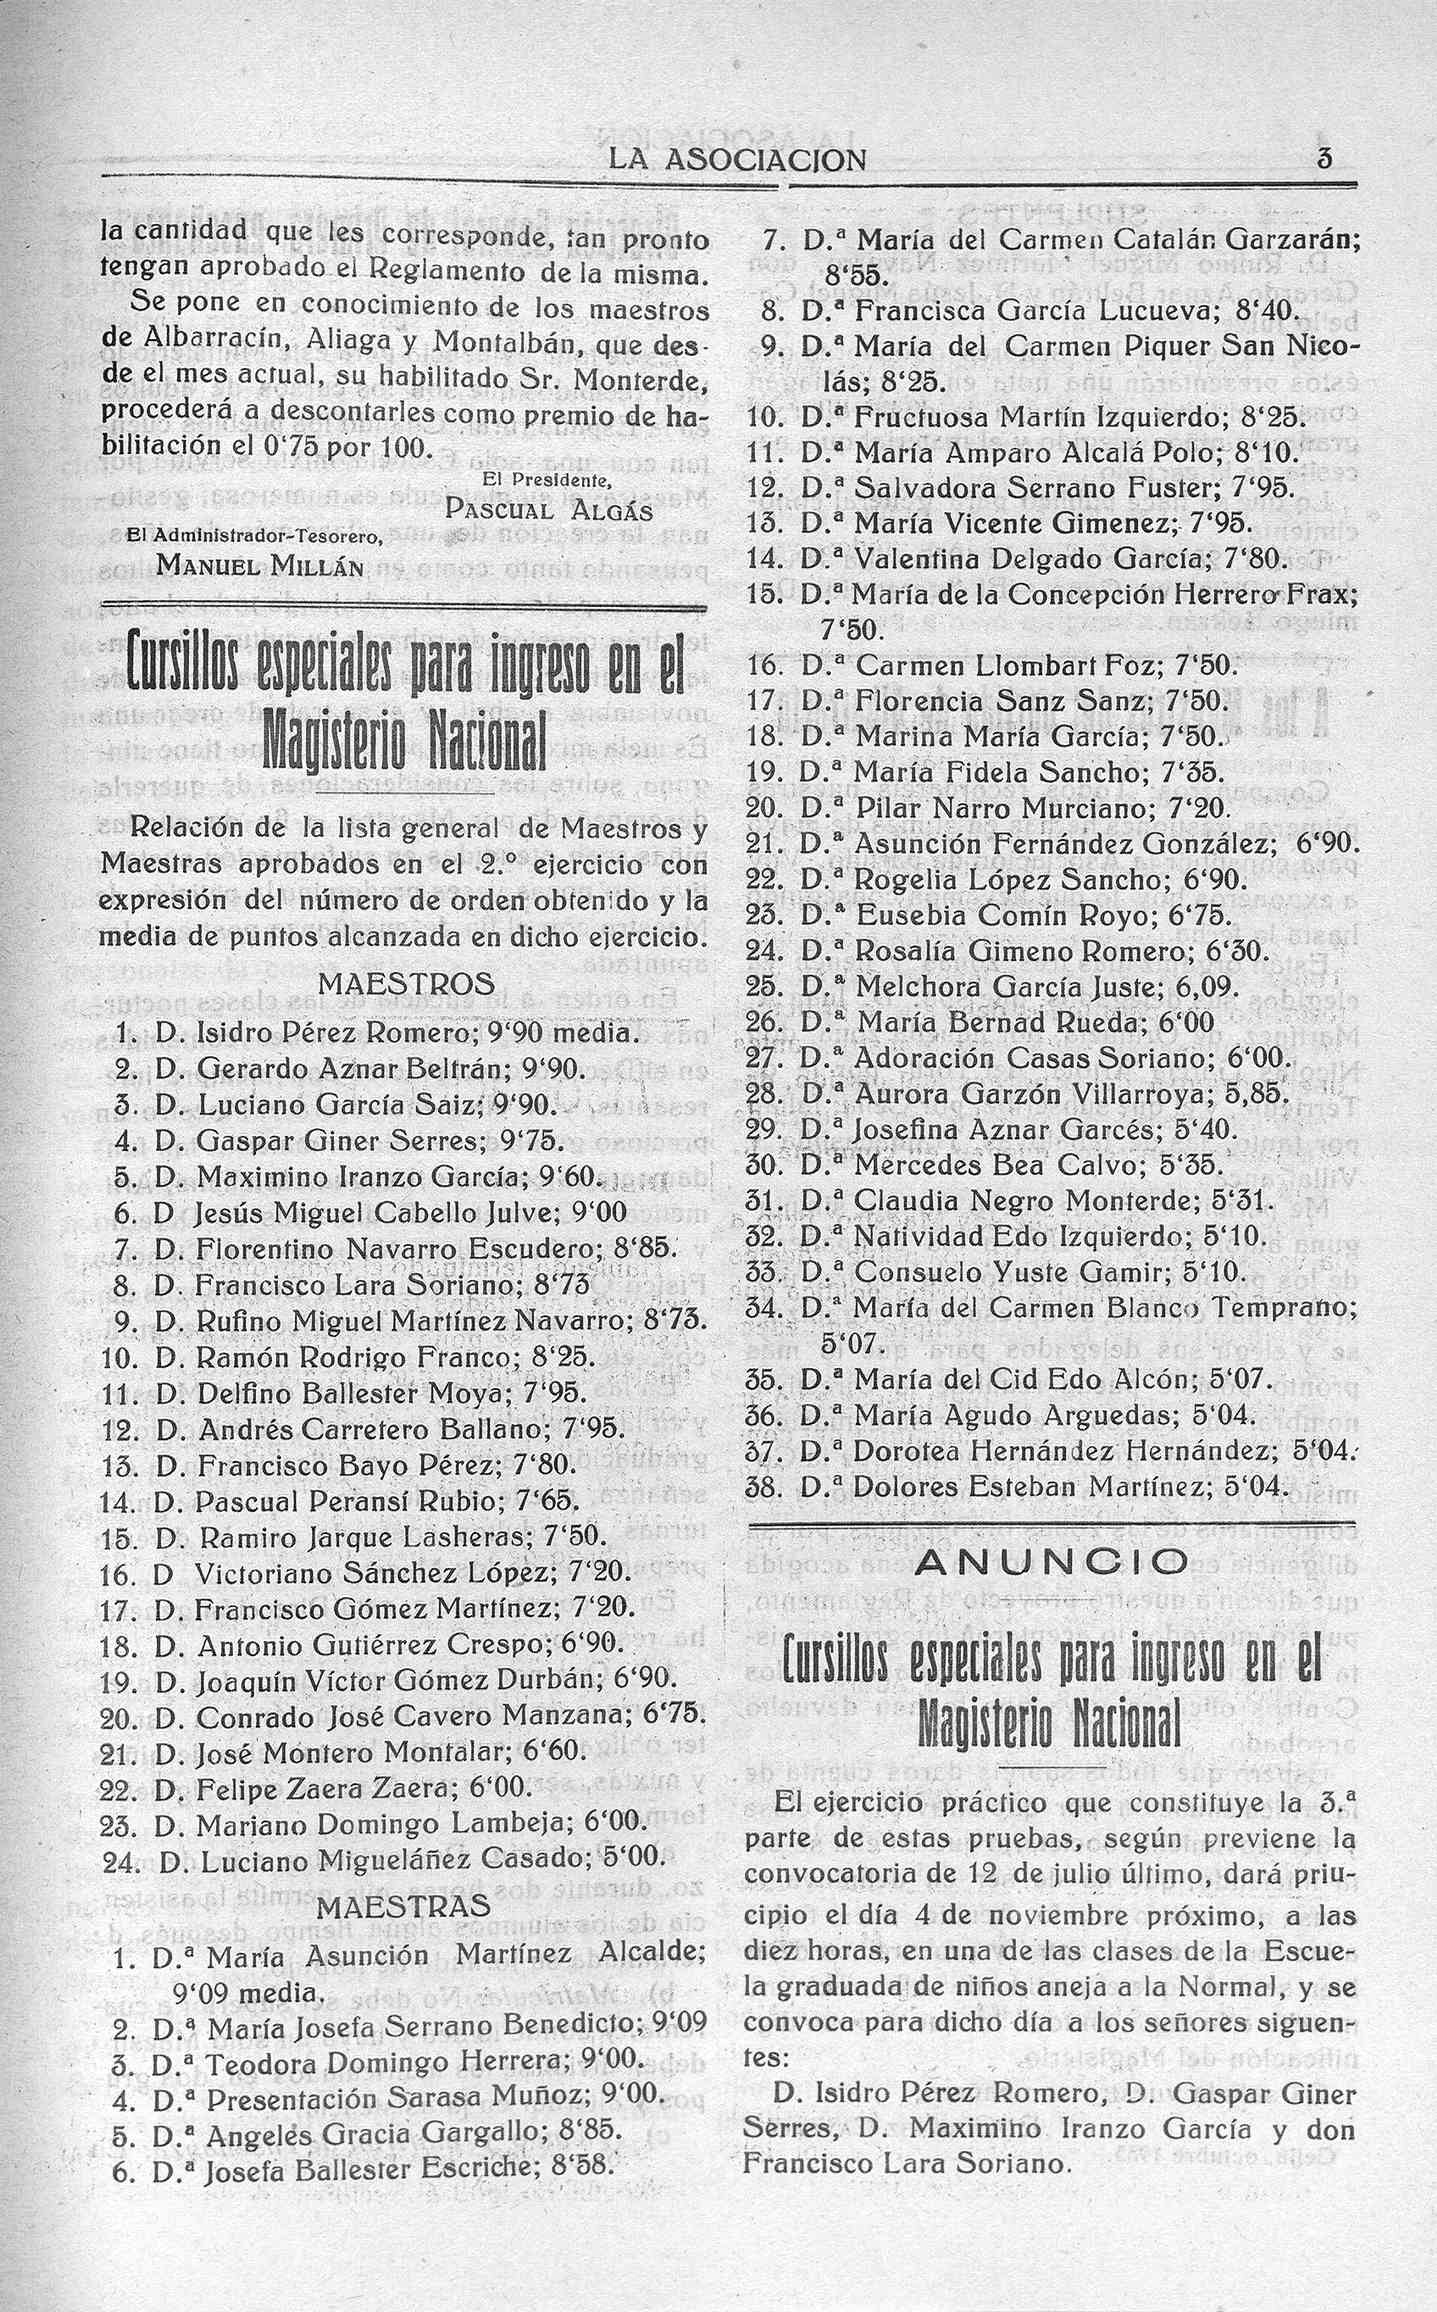 LA ASOCIACION 3
la cantidad que les corresponde, tan pronto
tengan aprobado el Reglamento de la misma.
Se pone en conocimiento de los maestros
de Albarracín, Aliaga y Montalbán, que des-
de el mes actual, su habilitado Sr. Monterde,
procederá a descontarles como premio de ha-
bilitación el 0‘75 por 100.
El Presidente,
PASCUAL ALGÁS
El Administrador-Tesorero,
MANUEL MILLÁN
Cursillos especiales para ingreso en el
Magisterio Nacional
Relación de la lista general de Maestros y
Maestras aprobados en el 2.º ejercicio con
expresión del número de orden obtenido y la
media de puntos alcanzada en dicho ejercicio.
MAESTROS
1. D. Isidro Pérez Romero; 9‘90 media.
2. D. Gerardo Aznar Beltrán; 9‘90.
3. D. Luciano García Saiz; 9‘90.
4. D. Gaspar Giner Serres; 9‘75.
5. D. Maximino Iranzo García; 9‘60.
6. D Jesús Miguel Cabello Julve; 9‘00
7. D. Florentino Navarro Escudero; 8‘85.
8. D. Francisco Lara Soriano; 8‘73
9. D. Rufino Miguel Martínez Navarro; 8‘73.
10. D. Ramón Rodrigo Franco; 8‘25.
11. D. Delfino Ballester Moya; 7‘95.
12. D. Andrés Carretero Ballano; 7‘95.
13. D. Francisco Bayo Pérez; 7‘80.
14. D. Pascual Peransí Rubio; 7‘65.
15. D. Ramiro Jarque Lasheras; 7‘50.
16. D Victoriano Sánchez López; 7‘20.
17. D. Francisco Gómez Martínez; 7‘20.
18. D. Antonio Gutiérrez Crespo; 6‘90.
19. D. Joaquín Víctor Gómez Durbán; 6‘90.
20. D. Conrado José Cavero Manzana; 6‘75.
21. D. José Montero Montalar; 6‘60.
22. D. Felipe Zaera Zaera; 6‘00.
23. D. Mariano Domingo Lambeja; 6‘00.
24. D. Luciano Migueláñez Casado; 5‘00.
MAESTRAS
1. D.ª María Asunción Martínez Alcalde;
9‘09 media.
2. D.ª María Josefa Serrano Benedicto; 9‘09
3. D.ª Teodora Domingo Herrera; 9‘00.
4. D.ª Presentación Sarasa Muñoz; 9‘00.
5. D.ª Angeles Gracia Gargallo; 8‘85.
6. D.ª Josefa Ballester Escriche; 8‘58.
7. D.ª María del Carmen Catalán Garzarán;
8‘55.
8. D.ª Francisca García Lucueva; 8‘40.
9. D.ª María del Carmen Piquer San Nico-
lás; 8‘25.
10. D.ª Fructuosa Martín Izquierdo; 8‘25.
11. D.ª María Amparo Alcalá Polo; 8‘10.
12. D.ª Salvadora Serrano Fuster; 7‘95.
13. D.ª María Vicente Gimenez; 7‘95.
14. D.ª Valentina Delgado García; 7‘80.
15. D.ª María de la Concepción Herrero Frax;
7‘50.
16. D.ª Carmen Llombart Foz; 7‘50.
17. D.ª Florencia Sanz Sanz; 7‘50.
18. D.ª Marina María García; 7‘50.
19. D.ª María Fidela Sancho; 7‘35.
20. D.ª Pilar Narro Murciano; 7‘20.
21. D.ª Asunción Fernández González; 6‘90.
22. D.ª Rogelia López Sancho; 6‘90.
23. D.ª Eusebia Comín Royo; 6‘75.
24. D.ª Rosalía Gimeno Romero; 6‘30.
25. D.ª Melchora García Juste; 6,09.
26. D.ª María Bernad Rueda; 6‘00
27. D.ª Adoración Casas Soriano; 6‘00.
28. D.ª Aurora Garzón Villarroya; 5,85.
29. D.ª Josefina Aznar Garcés; 5‘40.
30. D.ª Mercedes Bea Calvo; 5‘35.
31. D.ª Claudia Negro Monterde; 5‘31.
32. D.ª Natividad Edo Izquierdo; 5‘10.
33. D.ª Consuelo Yuste Gamir; 5‘10.
34. D.ª María del Carmen Blanco Temprano;
5‘07.
35. D.ª María del Cid Edo Alcón; 5‘07.
36. D.ª María Agudo Arguedas; 5‘04.
37. D.ª Dorotea Hernández Hernández; 5‘04.
38. D.ª Dolores Esteban Martínez; 5‘04.
ANUNCIO
Cursillos especiales para ingreso en el
Magisterio Nacional
El ejercicio práctico que constituye la 3.ª
parte de estas pruebas, según previene la
convocatoria de 12 de julio último, dará priu-
cipio el día 4 de noviembre próximo, a las
diez horas, en una de las clases de la Escue-
la graduada de niños aneja a la Normal, y se
convoca para dicho día a los señores siguen-
tes:
D. Isidro Pérez Romero, D. Gaspar Giner
Serres, D. Maximino Iranzo García y don
Francisco Lara Soriano.